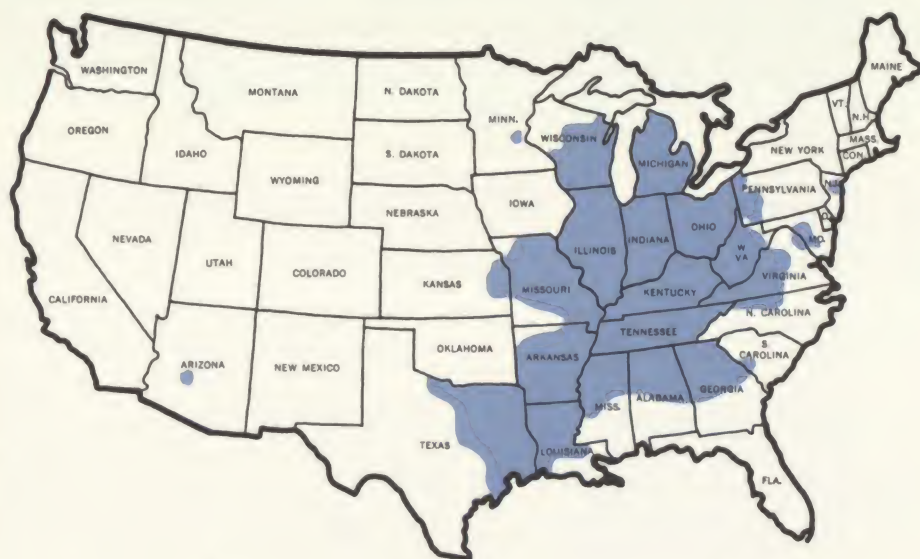 WASHINGTON
MONTANA
N. DAKOTA
MINN.
MAINE
OREGON
IDAHO
WYOMING
S. DAKOTA
WISCONSIN
MICHIGAN
NEW YORK
VT.
N.H.
MASS.
CON.
NEVADA
UTAH
COLORADO
NEBRASKA
IOWA
ILLINOIS
INDIANA
OHIO
PENNSYLVANIA
N.J.
MD.
CALIFORNIA
KANSAS
MISSOURI
KENTUCKY
W
VA.
VIRGINIA
ARIZONA
NEW MEXICO
OKLAHOMA
ARKANSAS
TENNESSEE
N. CAROLINA
S.
CAROLINA
TEXAS
LOUISIANA
MISS.
ALABAMA
GEORGIA
FLA.